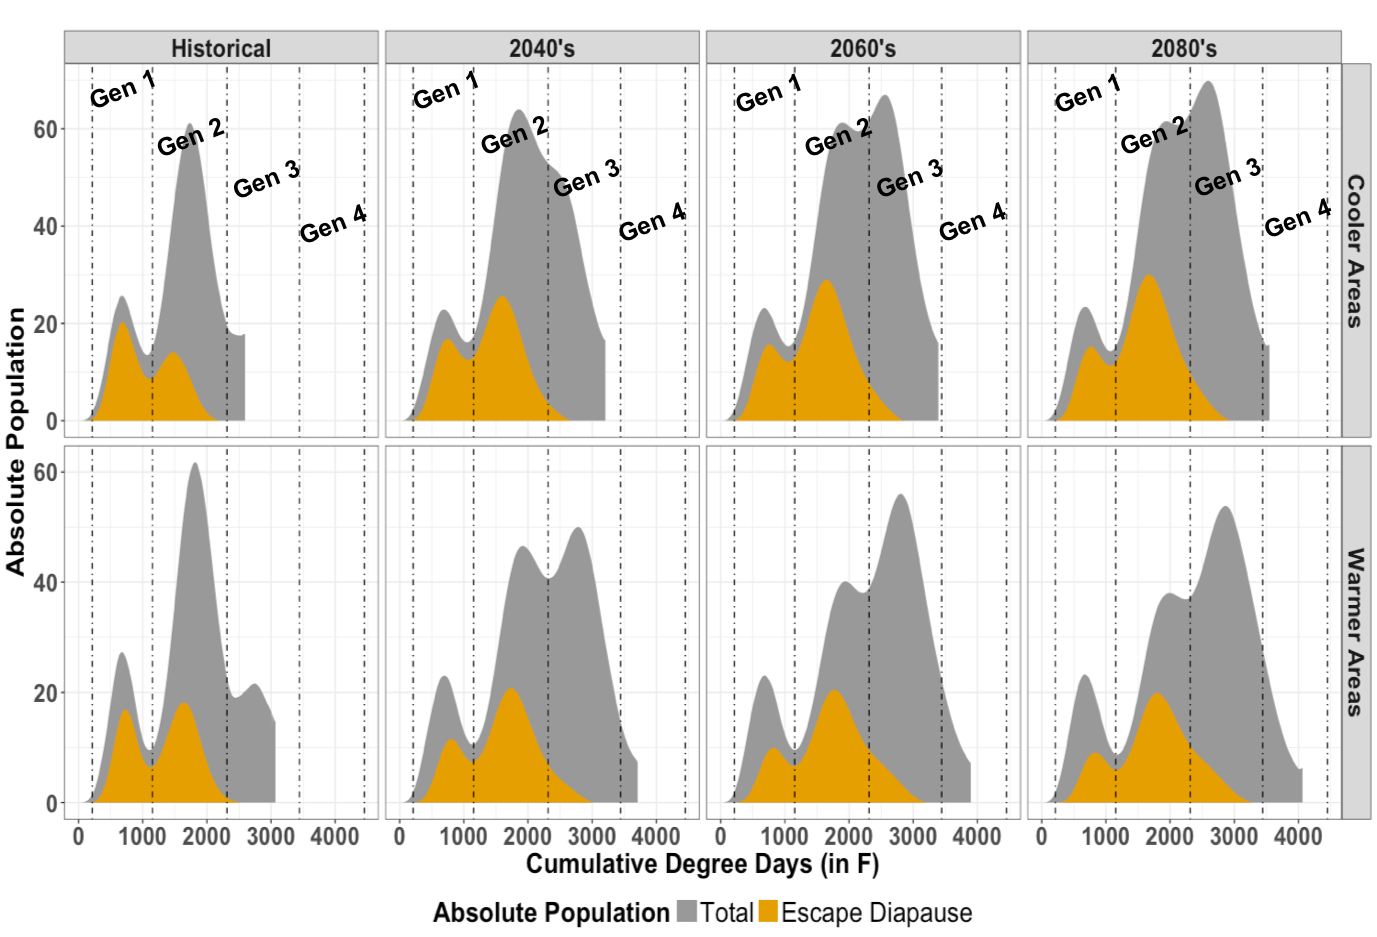 Historical 2040's 2060's 2080's
Gen 1 Gen 1 Gen 1 Gen 1
Gen 2 Gen 2 Gen 2 Gen 2
Gen 3 Gen 3 Gen 3 Gen 3
Gen 4 Gen 4 Gen 4 Gen 4
60
40
20
0
Cooler Areas
Absolute Population
60
40
20
0
Warmer Areas
0 1000 2000 3000 4000 0 1000 2000 3000 4000 0 1000 2000 3000 4000 0 1000 2000 3000 4000
Cumulative Degree Days (in F)
Absolute Population Total Escape Diapause